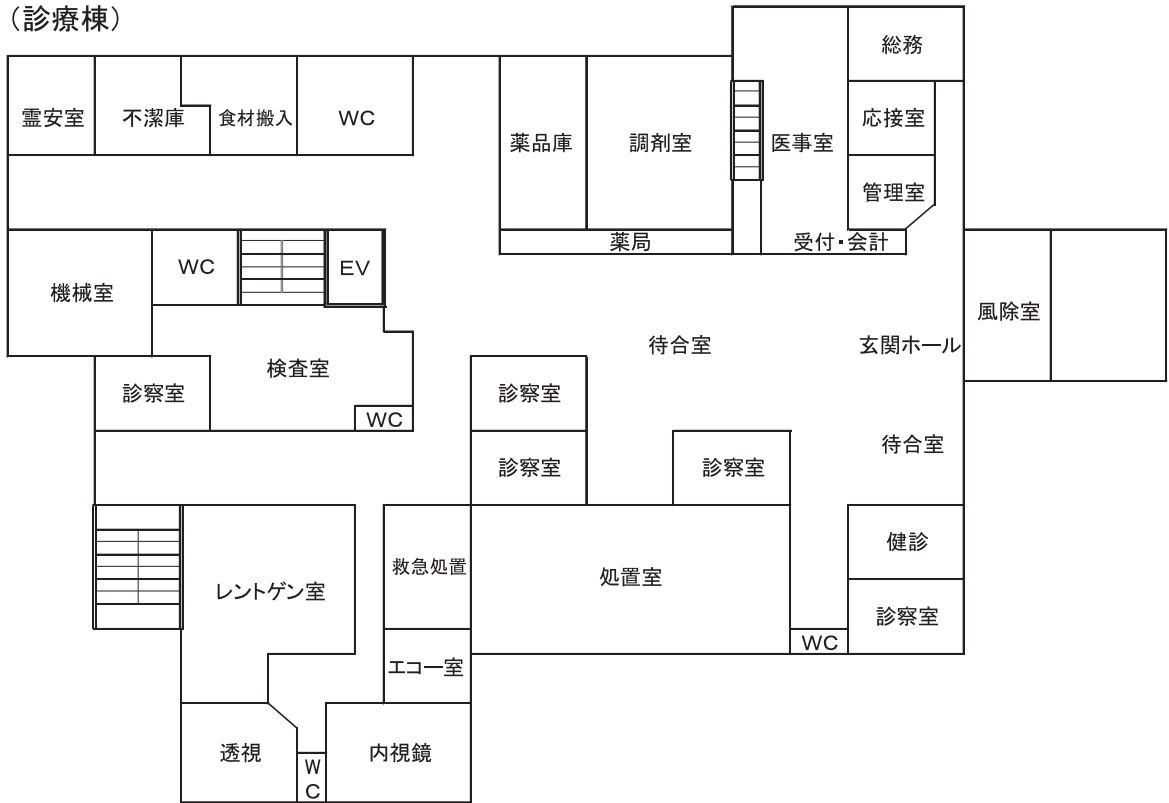 （診療棟）
総務
霊安室
不潔庫
食材搬入
WC
薬品庫
調剤室
医事室
応接室
管理室
薬局
受付・会計
機械室
WC
EV
風除室
検査室
待合室
玄関ホール
診察室
WC
診察室
診察室
診察室
待合室
レントゲン室
救急処置
処置室
健診
診察室
エコー室
WC
透視
W
C
内視鏡